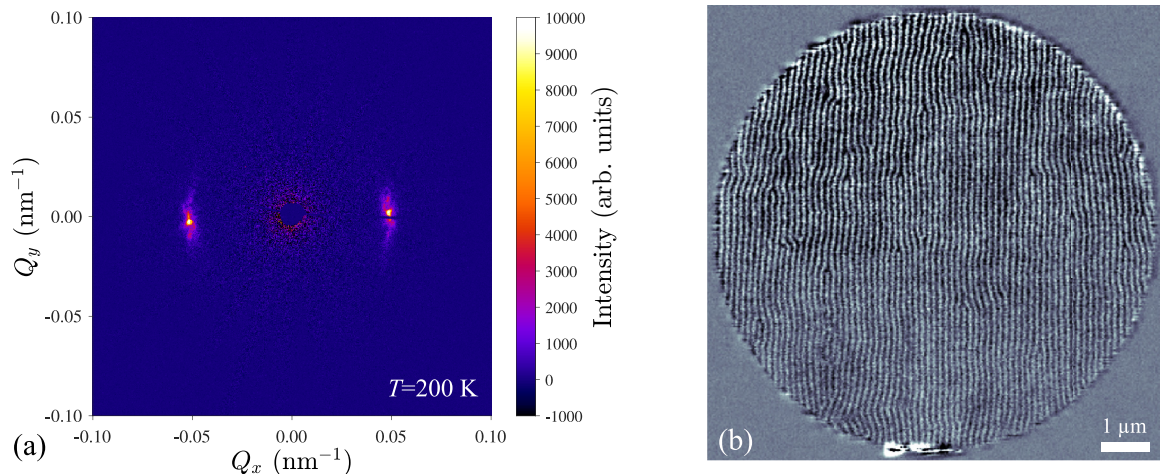 0.10
0.05
0.00
-0.05
-0.10
Q_y (nm⁻¹)
-0.10 -0.05 0.00 0.05 0.10
Q_x (nm⁻¹)
T=200 K
(a)
10000
9000
8000
7000
6000
5000
4000
3000
2000
1000
0
-1000
Intensity (arb. units)
(b)
1 µm